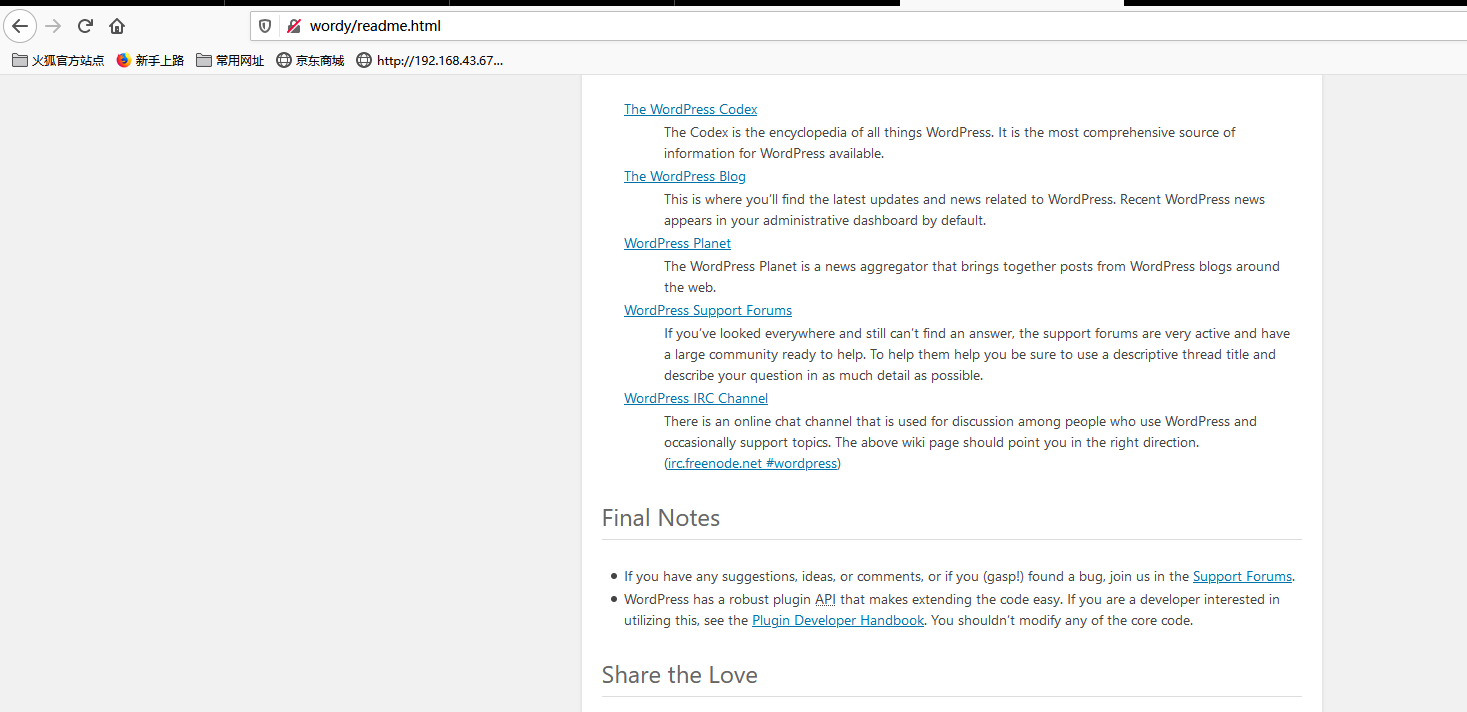 wordy/readme.html
火狐官方站点 新手上路 常用网址 京东商城 http://192.168.43.67...
The WordPress Codex
The Codex is the encyclopedia of all things WordPress. It is the most comprehensive source of
information for WordPress available.
The WordPress Blog
This is where you'll find the latest updates and news related to WordPress. Recent WordPress news
appears in your administrative dashboard by default.
WordPress Planet
The WordPress Planet is a news aggregator that brings together posts from WordPress blogs around
the web.
WordPress Support Forums
If you've looked everywhere and still can't find an answer, the support forums are very active and have
a large community ready to help. To help them help you be sure to use a descriptive thread title and
describe your question in as much detail as possible.
WordPress IRC Channel
There is an online chat channel that is used for discussion among people who use WordPress and
occasionally support topics. The above wiki page should point you in the right direction.
(irc.freenode.net #wordpress)
Final Notes
• If you have any suggestions, ideas, or comments, or if you (gasp!) found a bug, join us in the Support Forums.
• WordPress has a robust plugin API that makes extending the code easy. If you are a developer interested in
utilizing this, see the Plugin Developer Handbook. You shouldn't modify any of the core code.
Share the Love